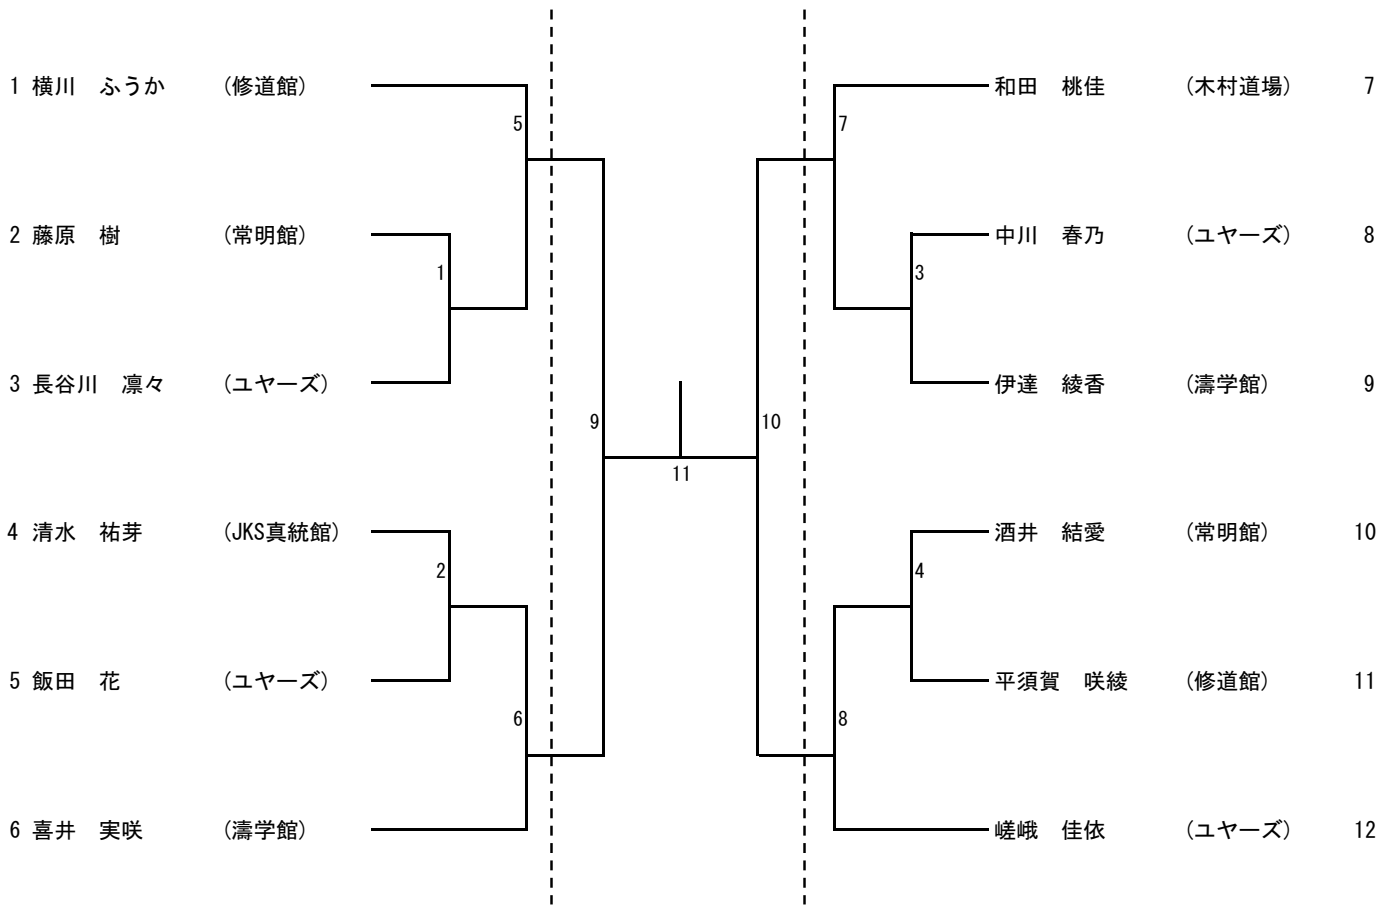 1 横川　ふうか （修道館） 和田　桃佳 （木村道場） 7
5 7
2 藤原　樹 （常明館） 中川　春乃 （ユヤーズ） 8
1 3
3 長谷川　凛々 （ユヤーズ） 伊達　綾香 （濤学館） 9
9 10
11
4 清水　祐芽 （JKS真統館） 酒井　結愛 （常明館） 10
2 4
5 飯田　花 （ユヤーズ） 平須賀　咲綾 （修道館） 11
6 8
6 喜井　実咲 （濤学館） 嵯峨　佳依 （ユヤーズ） 12